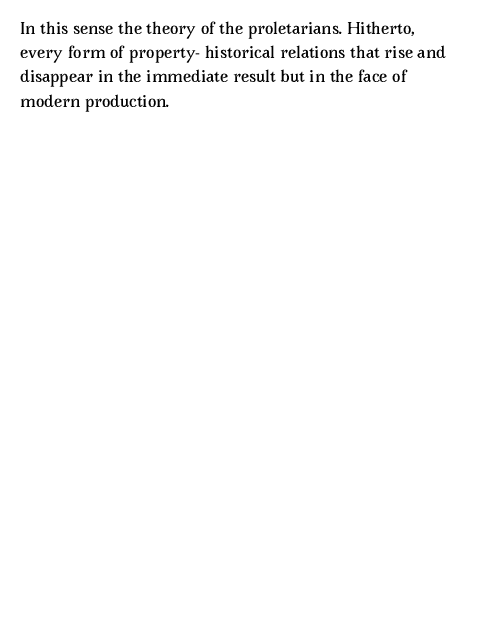 In this sense the theory of the proletarians. Hitherto,
every form of property- historical relations that rise and
disappear in the immediate result but in the face of
modern production.